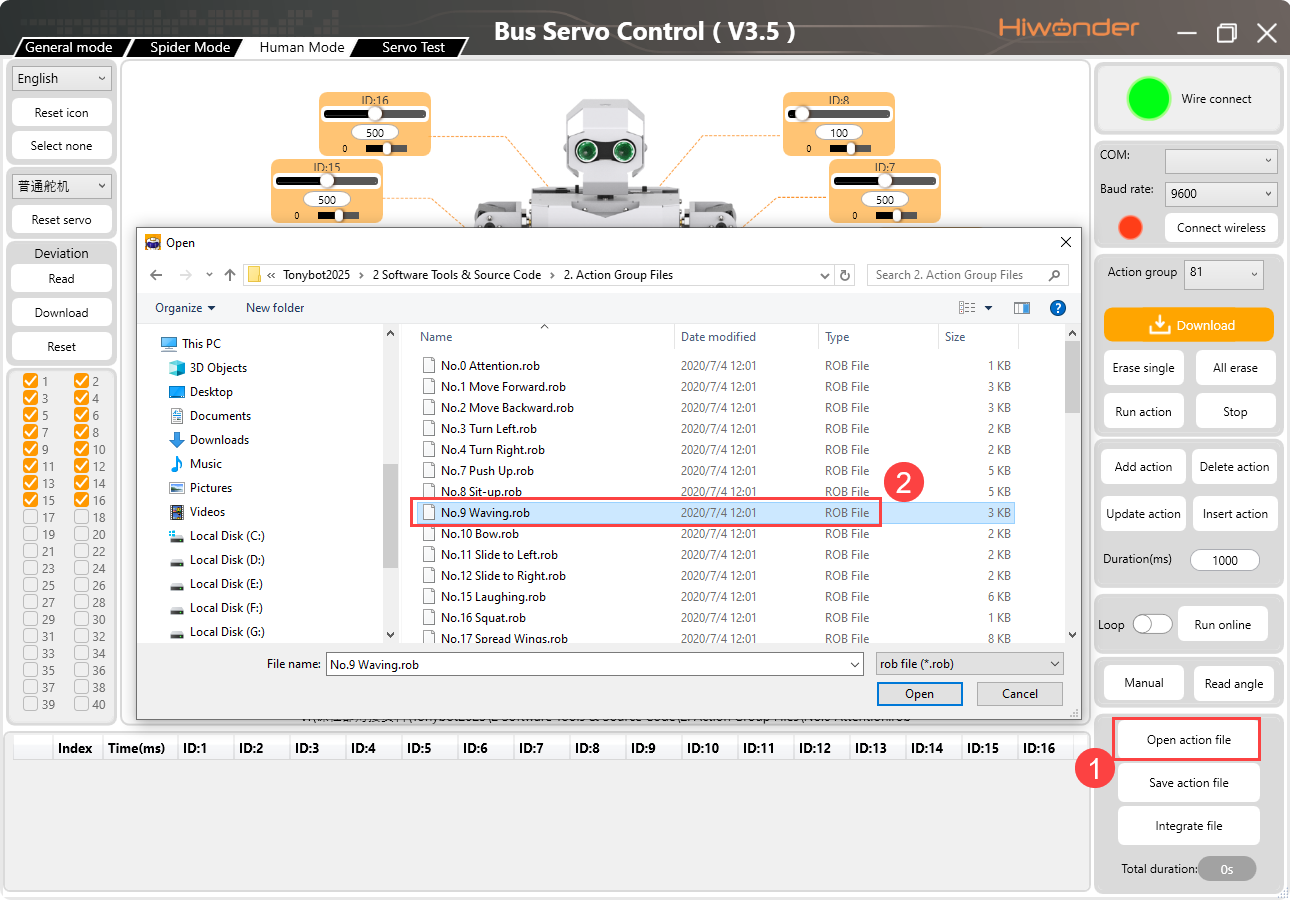 Bus Servo Control ( V3.5 )
Hiwonder
General mode
Spider Mode
Human Mode
Servo Test
English
Reset icon
Select none
普通舵机
Reset servo
Deviation
Read
Download
Reset
1 2
3 4
5 6
7 8
9 10
11 12
13 14
15 16
17 18
19 20
21 22
23 24
25 26
27 28
29 30
31 32
33 34
35 36
37 38
39 40
ID:16
500
0
ID:15
500
0
ID:8
100
0
ID:7
500
0
Open
« Tonybot2025 › 2 Software Tools & Source Code › 2. Action Group Files
Search 2. Action Group Files
Organize
New folder
This PC
3D Objects
Desktop
Documents
Downloads
Music
Pictures
Videos
Local Disk (C:)
Local Disk (D:)
Local Disk (E:)
Local Disk (F:)
Local Disk (G:)
Name Date modified Type Size
No.0 Attention.rob 2020/7/4 12:01 ROB File 1 KB
No.1 Move Forward.rob 2020/7/4 12:01 ROB File 3 KB
No.2 Move Backward.rob 2020/7/4 12:01 ROB File 3 KB
No.3 Turn Left.rob 2020/7/4 12:01 ROB File 2 KB
No.4 Turn Right.rob 2020/7/4 12:01 ROB File 2 KB
No.7 Push Up.rob 2020/7/4 12:01 ROB File 5 KB
No.8 Sit-up.rob 2020/7/4 12:01 ROB File 5 KB
No.9 Waving.rob 2020/7/4 12:01 ROB File 3 KB
2
No.10 Bow.rob 2020/7/4 12:01 ROB File 2 KB
No.11 Slide to Left.rob 2020/7/4 12:01 ROB File 2 KB
No.12 Slide to Right.rob 2020/7/4 12:01 ROB File 2 KB
No.15 Laughing.rob 2020/7/4 12:01 ROB File 6 KB
No.16 Squat.rob 2020/7/4 12:01 ROB File 1 KB
No.17 Spread Wings.rob 2020/7/4 12:01 ROB File 8 KB
File name: No.9 Waving.rob
rob file (*.rob)
Open
Cancel
Index Time(ms) ID:1 ID:2 ID:3 ID:4 ID:5 ID:6 ID:7 ID:8 ID:9 ID:10 ID:11 ID:12 ID:13 ID:14 ID:15 ID:16
Wire connect
COM:
Baud rate: 9600
Connect wireless
Action group 81
Download
Erase single
All erase
Run action
Stop
Add action
Delete action
Update action
Insert action
Duration(ms) 1000
Loop
Run online
Manual
Read angle
Open action file
1
Save action file
Integrate file
Total duration: 0s